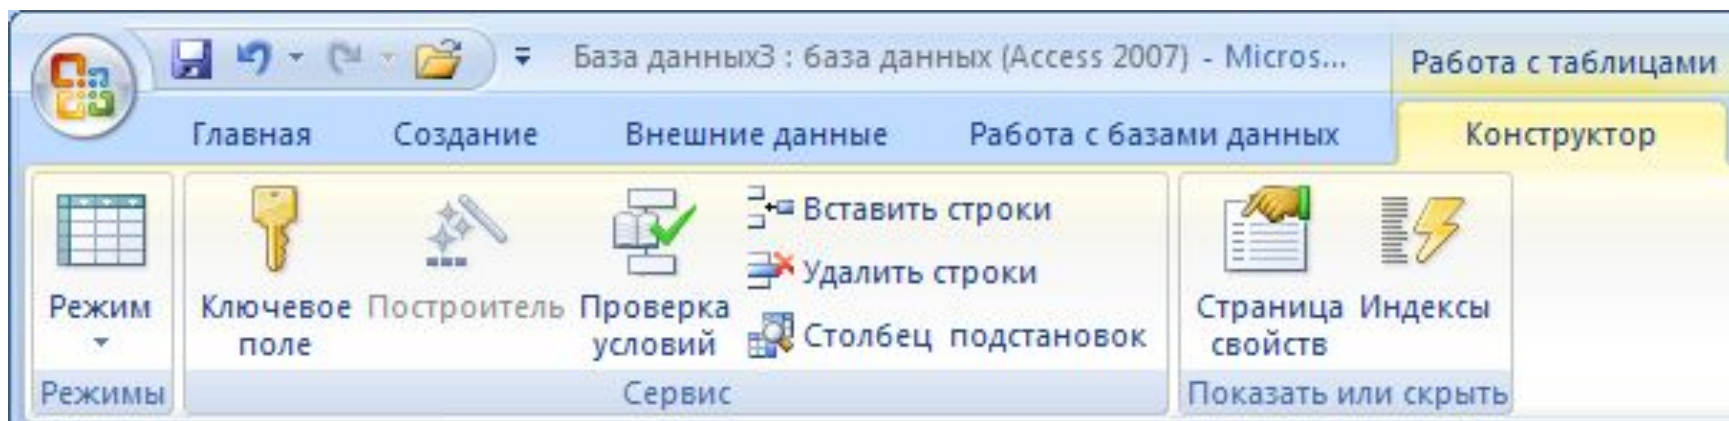 База данных3 : база данных (Access 2007) - Micros...
Работа с таблицами
Главная Создание Внешние данные Работа с базами данных Конструктор
Режим
Ключевое поле
Построитель
Проверка условий
Вставить строки
Удалить строки
Столбец подстановок
Страница свойств
Индексы
Режимы
Сервис
Показать или скрыть